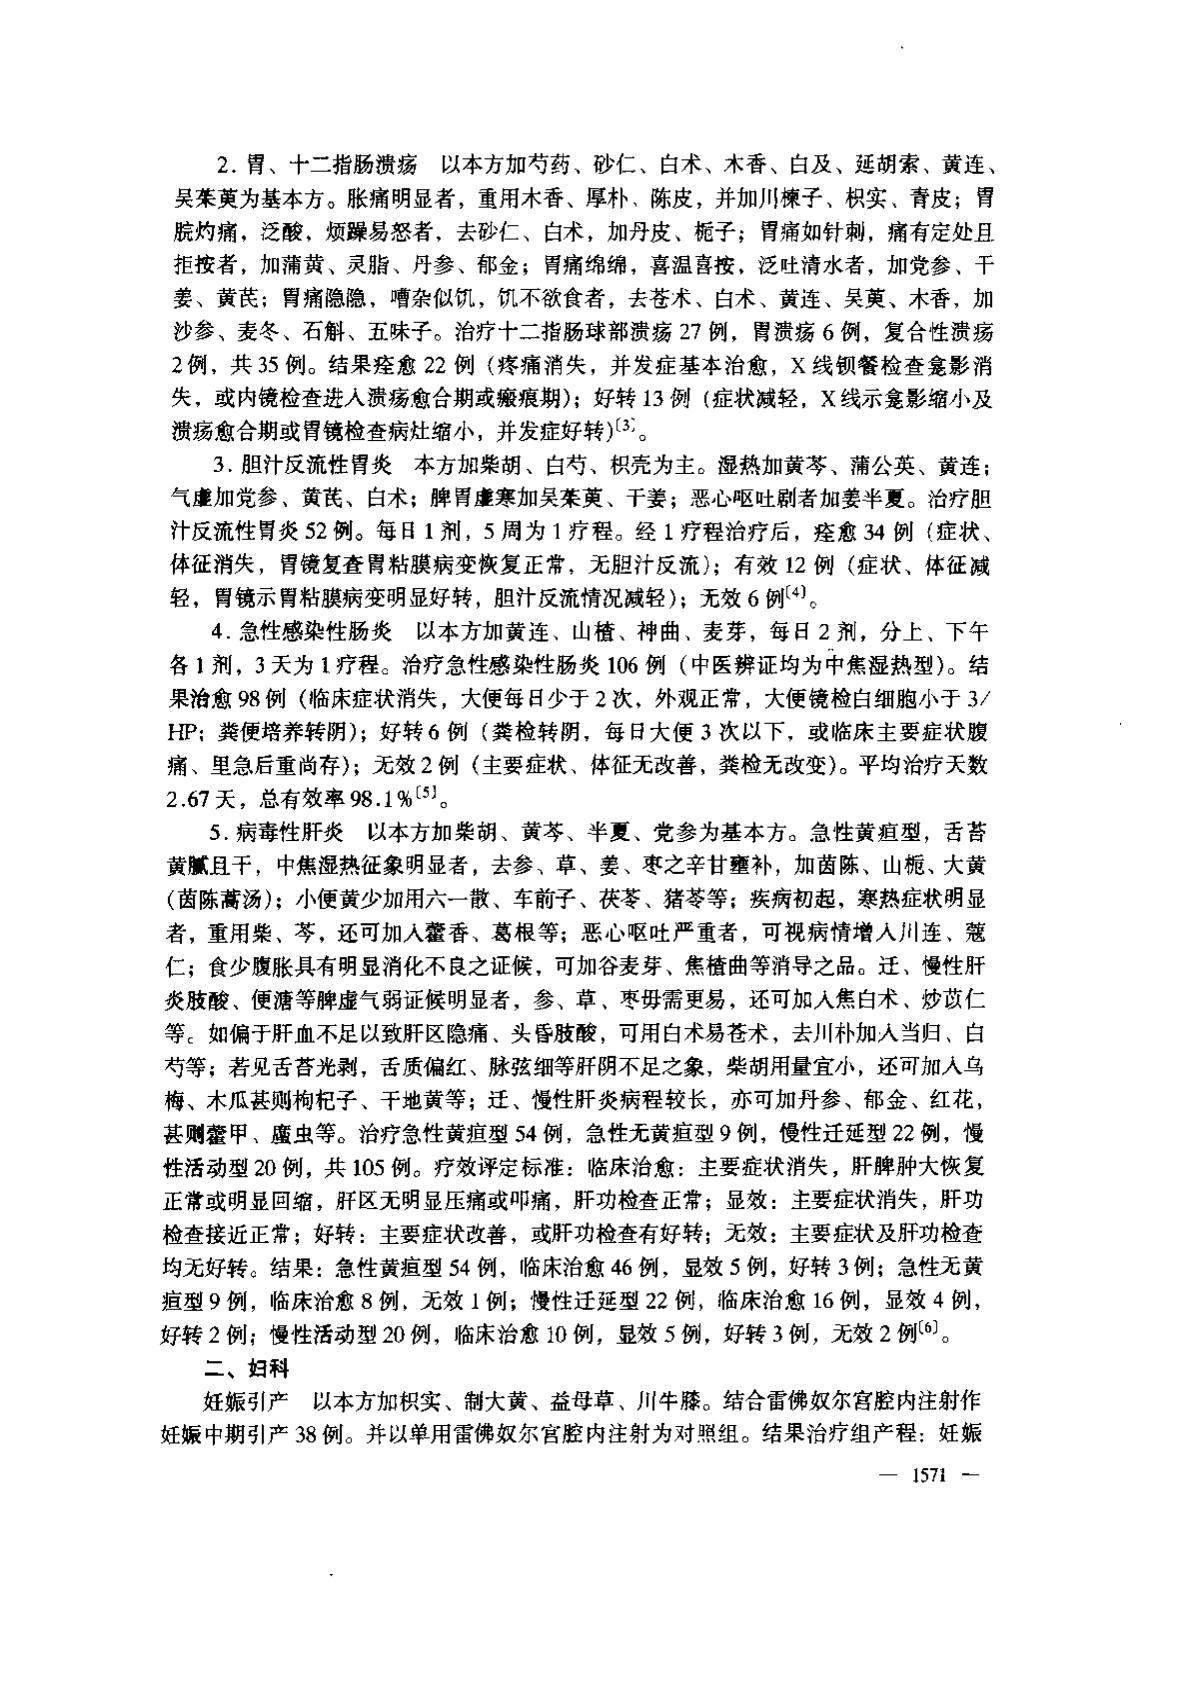 2. 胃、十二指肠溃疡　以本方加芍药、砂仁、白术、木香、白及、延胡索、黄连、
吴茱萸为基本方。胀痛明显者，重用木香、厚朴、陈皮，并加川楝子、枳实、青皮；胃
脘灼痛，泛酸，烦躁易怒者，去砂仁、白术，加丹皮、栀子；胃痛如针刺，痛有定处且
拒按者，加蒲黄、灵脂、丹参、郁金；胃痛绵绵，喜温喜按，泛吐清水者，加党参、干
姜、黄芪；胃痛隐隐，嘈杂似饥，饥不欲食者，去苍术、白术、黄连、吴萸、木香，加
沙参、麦冬、石斛、五味子。治疗十二指肠球部溃疡 27 例，胃溃疡 6 例，复合性溃疡
2 例，共 35 例。结果痊愈 22 例（疼痛消失，并发症基本治愈，X 线钡餐检查龛影消
失，或内镜检查进入溃疡愈合期或瘢痕期）；好转 13 例（症状减轻，X 线示龛影缩小及
溃疡愈合期或胃镜检查病灶缩小，并发症好转）〔3〕。
3. 胆汁反流性胃炎　本方加柴胡、白芍、枳壳为主。湿热加黄芩、蒲公英、黄连；
气虚加党参、黄芪、白术；脾胃虚寒加吴茱萸、干姜；恶心呕吐剧者加姜半夏。治疗胆
汁反流性胃炎 52 例。每日 1 剂，5 周为 1 疗程。经 1 疗程治疗后，痊愈 34 例（症状、
体征消失，胃镜复查胃粘膜病变恢复正常，无胆汁反流）；有效 12 例（症状、体征减
轻，胃镜示胃粘膜病变明显好转，胆汁反流情况减轻）；无效 6 例〔4〕。
4. 急性感染性肠炎　以本方加黄连、山楂、神曲、麦芽，每日 2 剂，分上、下午
各 1 剂，3 天为 1 疗程。治疗急性感染性肠炎 106 例（中医辨证均为中焦湿热型）。结
果治愈 98 例（临床症状消失，大便每日少于 2 次，外观正常，大便镜检白细胞小于 3/
HP；粪便培养转阴）；好转 6 例（粪检转阴，每日大便 3 次以下，或临床主要症状腹
痛、里急后重尚存）；无效 2 例（主要症状、体征无改善，粪检无改变）。平均治疗天数
2.67 天，总有效率 98.1%〔5〕。
5. 病毒性肝炎　以本方加柴胡、黄芩、半夏、党参为基本方。急性黄疸型，舌苔
黄腻且干，中焦湿热征象明显者，去参、草、姜、枣之辛甘壅补，加茵陈、山栀、大黄
（茵陈蒿汤）；小便黄少加用六一散、车前子、茯苓、猪苓等；疾病初起，寒热症状明显
者，重用柴、芩，还可加入藿香、葛根等；恶心呕吐严重者，可视病情增入川连、蔻
仁；食少腹胀具有明显消化不良之证候，可加谷麦芽、焦楂曲等消导之品。迁、慢性肝
炎肢酸、便溏等脾虚气弱证候明显者，参、草、枣毋需更易，还可加入焦白术、炒苡仁
等。如偏于肝血不足以致肝区隐痛、头昏肢酸，可用白术易苍术，去川朴加入当归、白
芍等；若见舌苔光剥，舌质偏红、脉弦细等肝阴不足之象，柴胡用量宜小，还可加入乌
梅、木瓜甚则枸杞子、干地黄等；迁、慢性肝炎病程较长，亦可加丹参、郁金、红花，
甚则鳖甲、䗪虫等。治疗急性黄疸型 54 例，急性无黄疸型 9 例，慢性迁延型 22 例，慢
性活动型 20 例，共 105 例。疗效评定标准：临床治愈：主要症状消失，肝脾肿大恢复
正常或明显回缩，肝区无明显压痛或叩痛，肝功检查正常；显效：主要症状消失，肝功
检查接近正常；好转：主要症状改善，或肝功检查有好转；无效：主要症状及肝功检查
均无好转。结果：急性黄疸型 54 例，临床治愈 46 例，显效 5 例，好转 3 例；急性无黄
疸型 9 例，临床治愈 8 例，无效 1 例；慢性迁延型 22 例，临床治愈 16 例，显效 4 例，
好转 2 例；慢性活动型 20 例，临床治愈 10 例，显效 5 例，好转 3 例，无效 2 例〔6〕。
二、妇科
妊娠引产　以本方加枳实、制大黄、益母草、川牛膝。结合雷佛奴尔宫腔内注射作
妊娠中期引产 38 例。并以单用雷佛奴尔宫腔内注射为对照组。结果治疗组产程：妊娠
— 1571 —